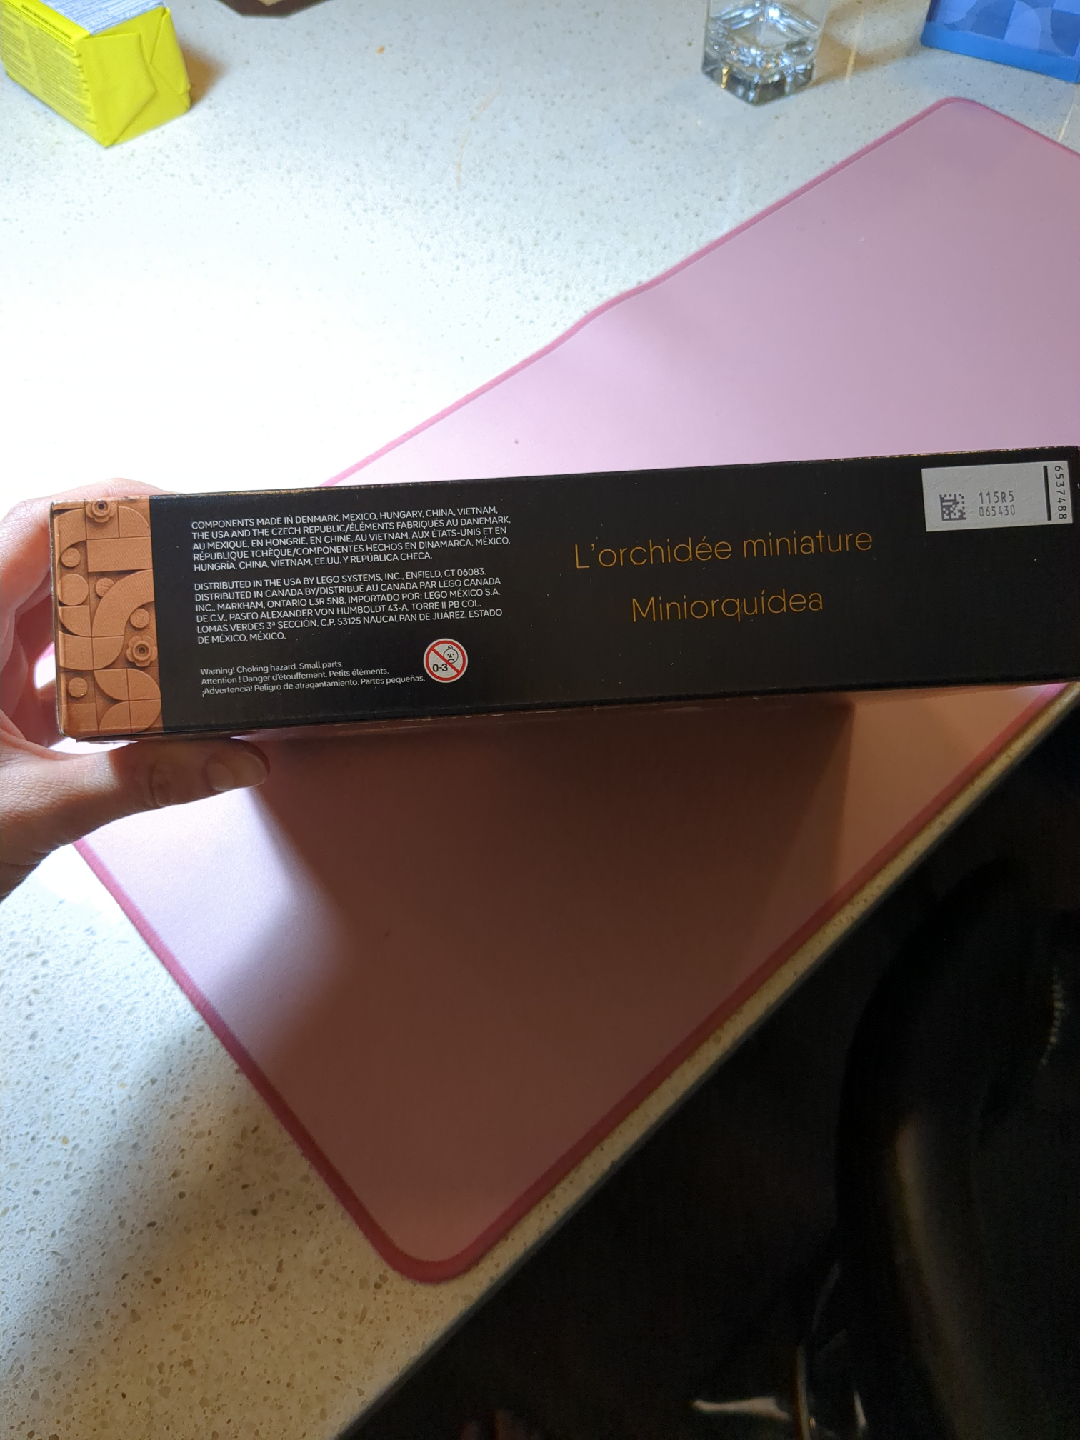 COMPONENTS MADE IN DENMARK, MEXICO, HUNGARY, CHINA, VIETNAM,
THE USA AND THE CZECH REPUBLIC/ÉLÉMENTS FABRIQUÉS AU DANEMARK,
AU MEXIQUE, EN HONGRIE, EN CHINE, AU VIETNAM, AUX ÉTATS-UNIS ET EN
RÉPUBLIQUE TCHÈQUE/COMPONENTES HECHOS EN DINAMARCA, MÉXICO,
HUNGRÍA, CHINA, VIETNAM, EE.UU. Y REPÚBLICA CHECA.
DISTRIBUTED IN THE USA BY LEGO SYSTEMS, INC., ENFIELD, CT 06083.
DISTRIBUTED IN CANADA BY/DISTRIBUÉ AU CANADA PAR LEGO CANADA
INC., MARKHAM, ONTARIO L3R 5N8. IMPORTADO POR: LEGO MÉXICO S.A.
DE C.V., PASEO ALEXANDER VON HUMBOLDT 43-A, TORRE II PB COL.
LOMAS VERDES 3ª SECCIÓN, C.P. 53125 NAUCALPAN DE JUÁREZ, ESTADO
DE MÉXICO, MÉXICO.
Warning! Choking hazard. Small parts.
Attention ! Danger d'étouffement. Petits éléments.
¡Advertencia! Peligro de atragantamiento. Partes pequeñas.
0-3
L'orchidée miniature
Miniorquídea
115R5
065430
6537488